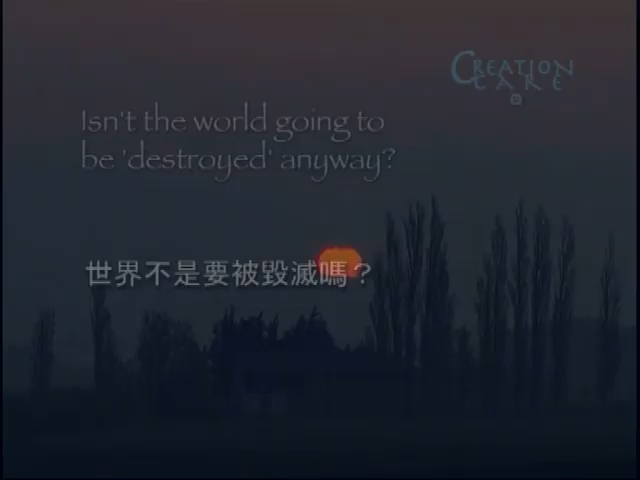 CREATION
CARE
Isn't the world going to
be 'destroyed' anyway?
世界不是要被毀滅嗎？